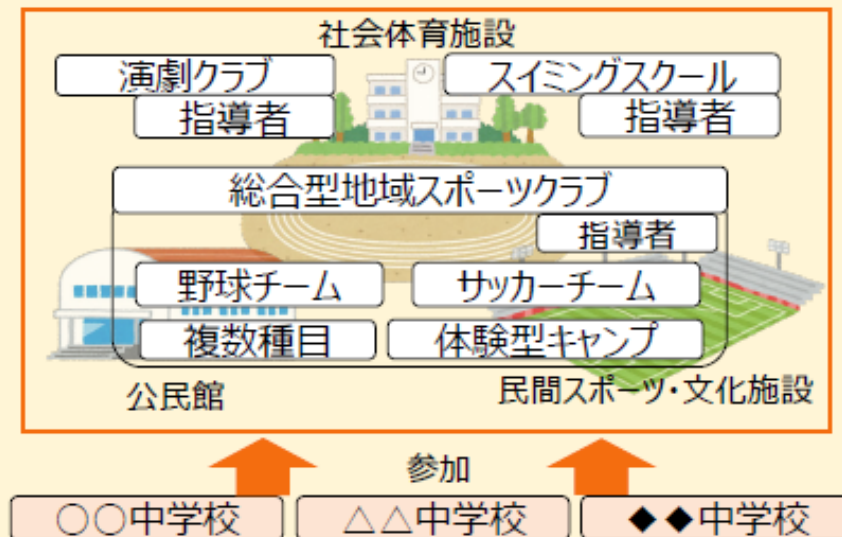 社会体育施設
演劇クラブ
スイミングスクール
指導者
指導者
総合型地域スポーツクラブ
指導者
野球チーム
サッカーチーム
複数種目
体験型キャンプ
公民館
民間スポーツ・文化施設
参加
○○中学校
△△中学校
◆◆中学校